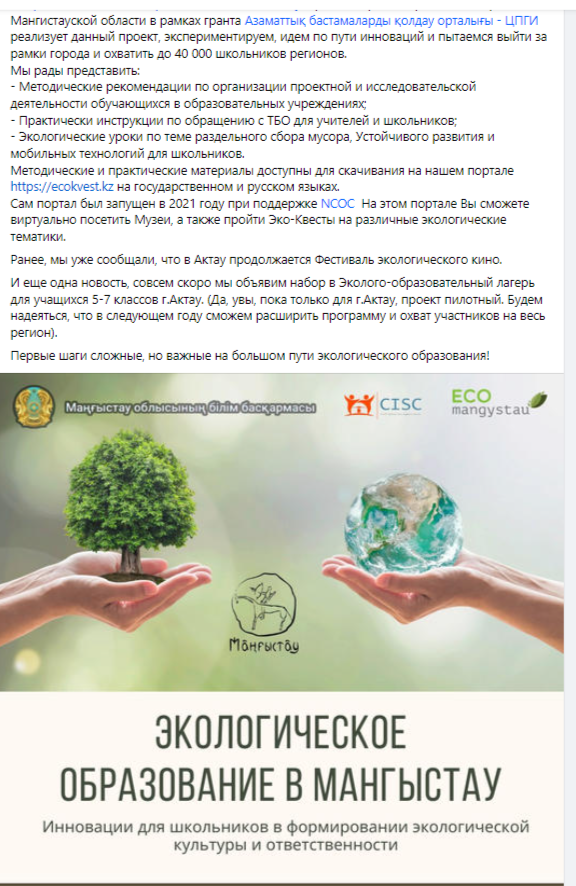 Мангистауской области в рамках гранта Азаматтық бастамаларды қолдау орталығы - ЦПГИ
реализует данный проект, экспериментируем, идем по пути инноваций и пытаемся выйти за
рамки города и охватить до 40 000 школьников регионов.
Мы рады представить:
- Методические рекомендации по организации проектной и исследовательской
деятельности обучающихся в образовательных учреждениях;
- Практически инструкции по обращению с ТБО для учителей и школьников;
- Экологические уроки по теме раздельного сбора мусора, Устойчивого развития и
мобильных технологий для школьников.
Методические и практические материалы доступны для скачивания на нашем портале
https://ecokvest.kz на государственном и русском языках.
Сам портал был запущен в 2021 году при поддержке NCOC На этом портале Вы сможете
виртуально посетить Музеи, а также пройти Эко-Квесты на различные экологические
тематики.
Ранее, мы уже сообщали, что в Актау продолжается Фестиваль экологического кино.
И еще одна новость, совсем скоро мы объявим набор в Эколого-образовательный лагерь
для учащихся 5-7 классов г.Актау. (Да, увы, пока только для г.Актау, проект пилотный. Будем
надеяться, что в следующем году сможем расширить программу и охват участников на весь
регион).
Первые шаги сложные, но важные на большом пути экологического образования!
Маңғыстау облысының білім басқармасы
CISC
ECO
mangystau
Маңғыстау
ЭКОЛОГИЧЕСКОЕ
ОБРАЗОВАНИЕ В МАНГЫСТАУ
Инновации для школьников в формировании экологической
культуры и ответственности